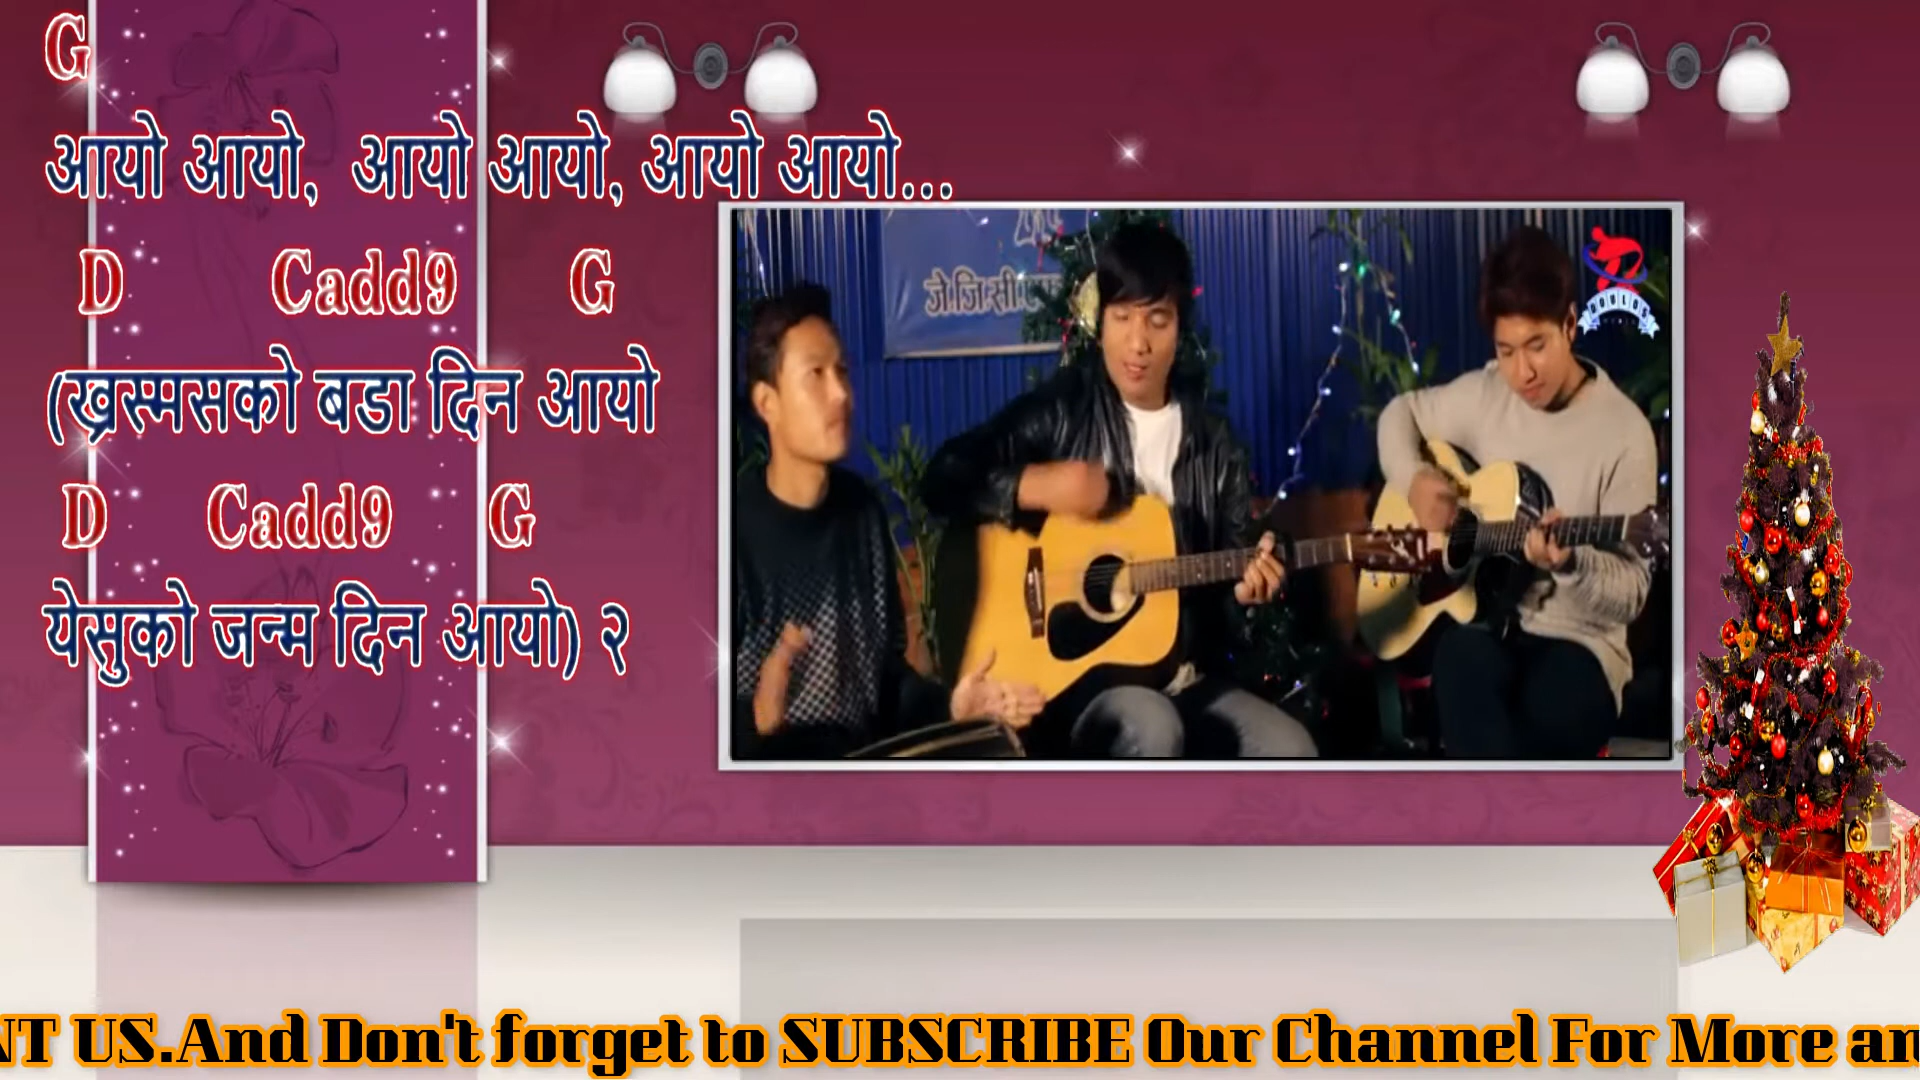 G
आयो आयो, आयो आयो, आयो आयो...
D Cadd9 G
(ख्रस्मसको बडा दिन आयो
D Cadd9 G
येसुको जन्म दिन आयो) २
जे.जि.सी.
DOULOS
NT US.And Don't forget to SUBSCRIBE Our Channel For More an